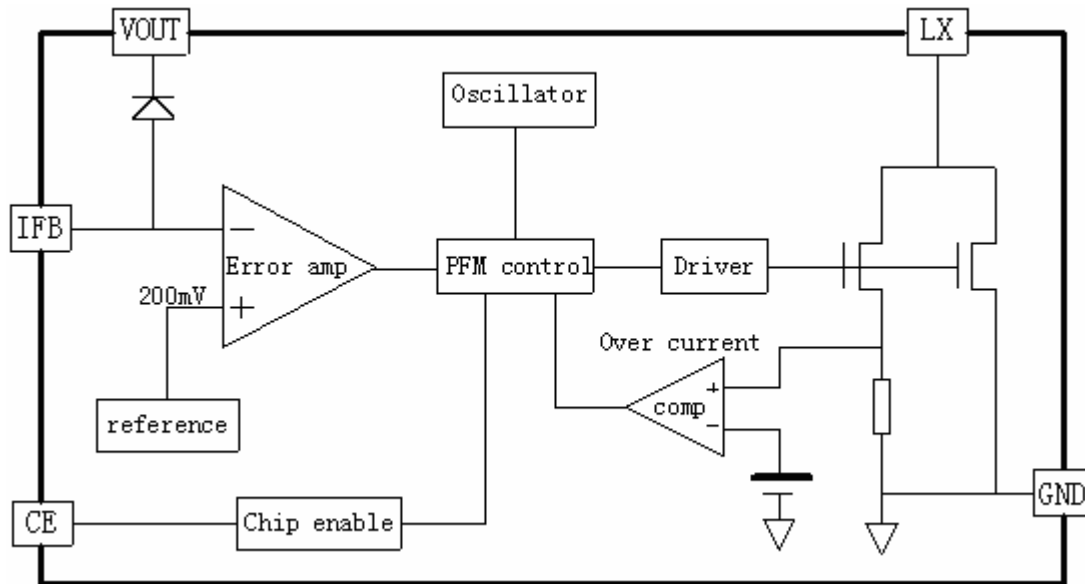 VOUT
LX
Oscillator
IFB
−
Error amp
PFM control
Driver
200mV
+
Over current
+
comp
−
reference
GND
CE
Chip enable